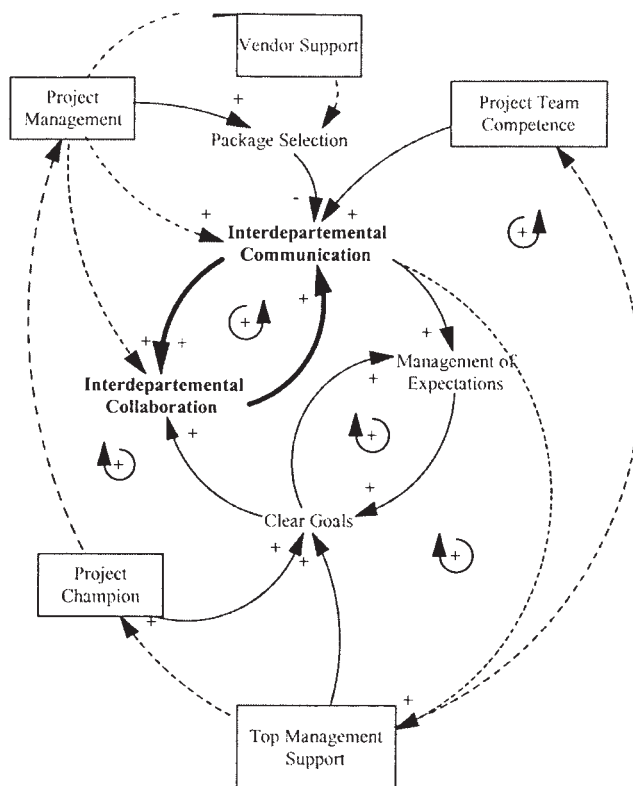 Vendor Support
Project
Management
Project Team
Competence
+
Package Selection
-
+
+
Interdepartemental
Communication
+
+
+
+
+
+
Management of
Expectations
+
Interdepartemental
Collaboration
+
+
+
+
Clear Goals
+
+
+
Project
Champion
+
+
Top Management
Support